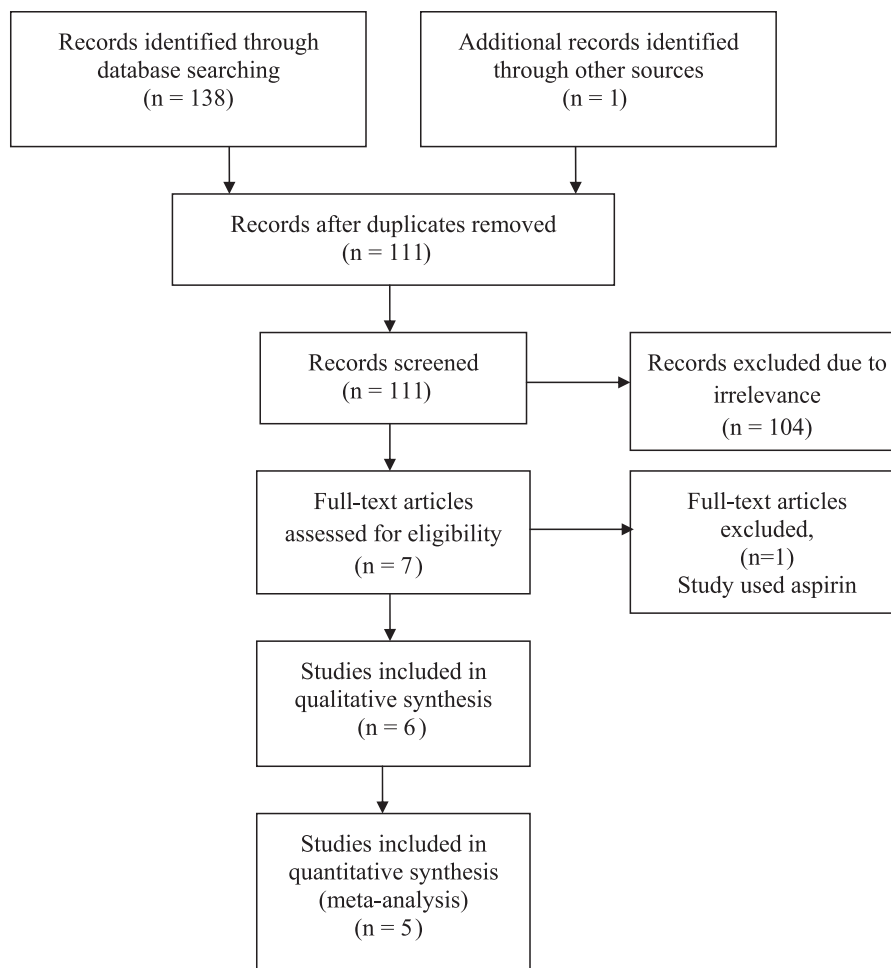 Records identified through
database searching
(n = 138)
Additional records identified
through other sources
(n = 1)
Records after duplicates removed
(n = 111)
Records screened
(n = 111)
Records excluded due to
irrelevance
(n = 104)
Full-text articles
assessed for eligibility
(n = 7)
Full-text articles
excluded,
(n=1)
Study used aspirin
Studies included in
qualitative synthesis
(n = 6)
Studies included in
quantitative synthesis
(meta-analysis)
(n = 5)